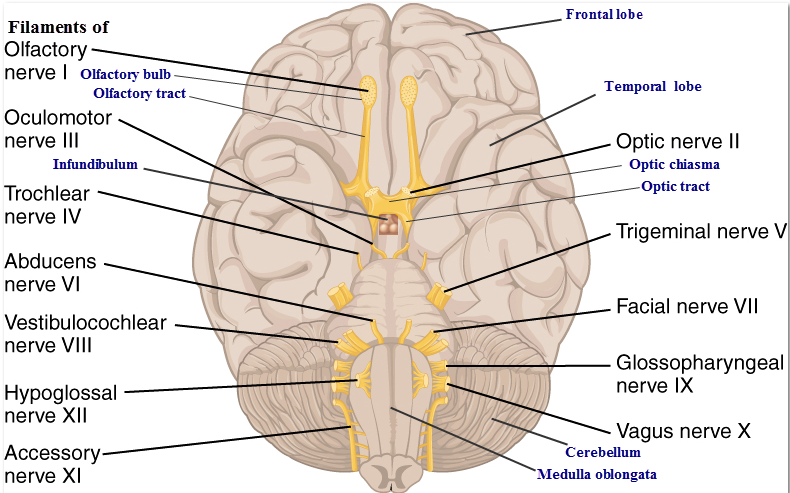 Frontal lobe
Filaments of
Olfactory
nerve I
Olfactory bulb
Olfactory tract
Temporal lobe
Oculomotor
nerve III
Optic nerve II
Infundibulum
Optic chiasma
Optic tract
Trochlear
nerve IV
Trigeminal nerve V
Abducens
nerve VI
Facial nerve VII
Vestibulocochlear
nerve VIII
Glossopharyngeal
nerve IX
Hypoglossal
nerve XII
Vagus nerve X
Accessory
nerve XI
Cerebellum
Medulla oblongata